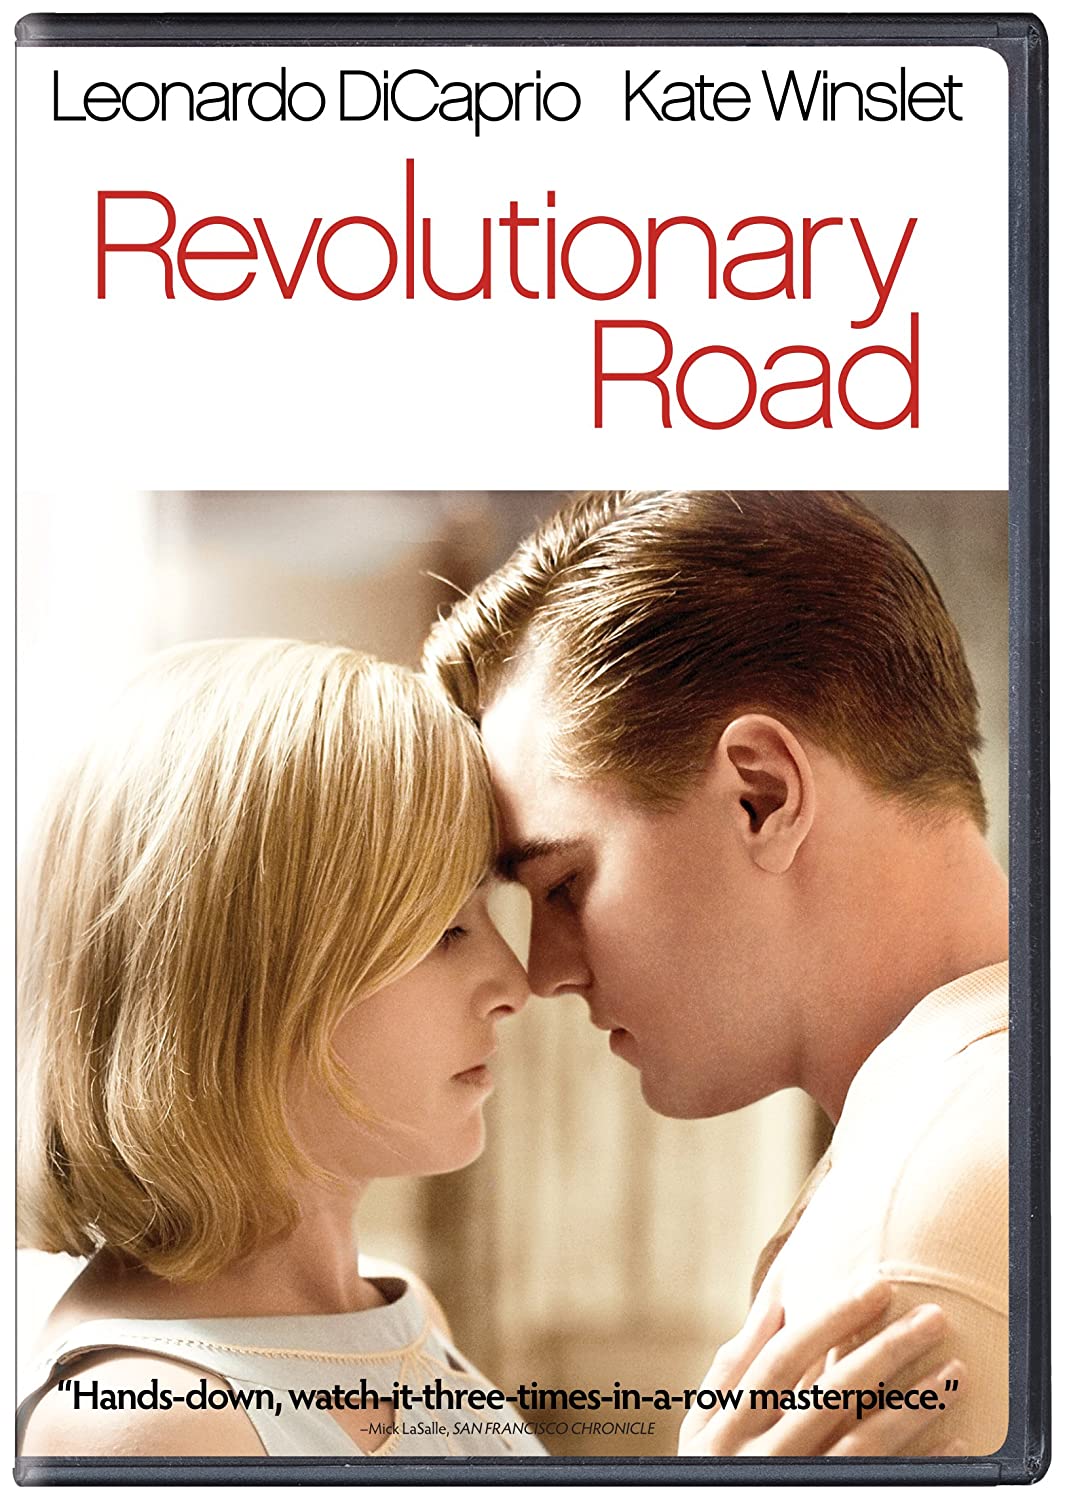 Leonardo DiCaprio Kate Winslet
Revolutionary
Road
“Hands-down, watch-it-three-times-in-a-row masterpiece.”
–Mick LaSalle, SAN FRANCISCO CHRONICLE